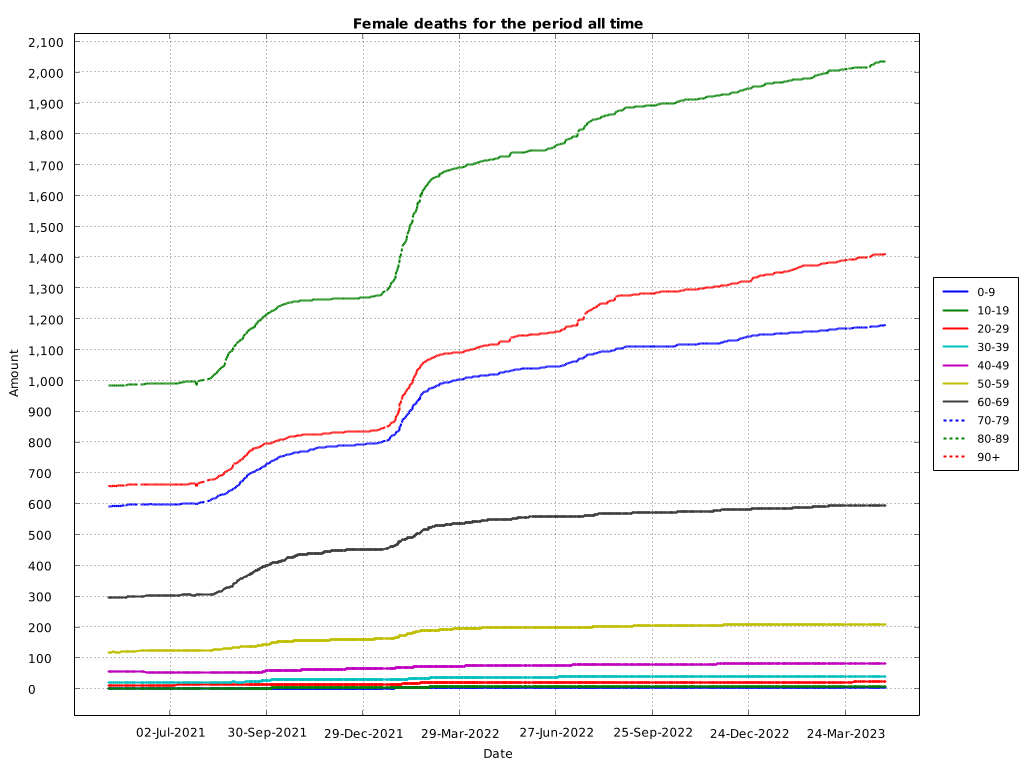 Female deaths for the period all time
2,100
2,000
1,900
1,800
1,700
1,600
1,500
1,400
1,300
1,200
1,100
1,000
900
800
700
600
500
400
300
200
100
0
Amount
02-Jul-2021
30-Sep-2021
29-Dec-2021
29-Mar-2022
27-Jun-2022
25-Sep-2022
24-Dec-2022
24-Mar-2023
Date
0-9
10-19
20-29
30-39
40-49
50-59
60-69
70-79
80-89
90+